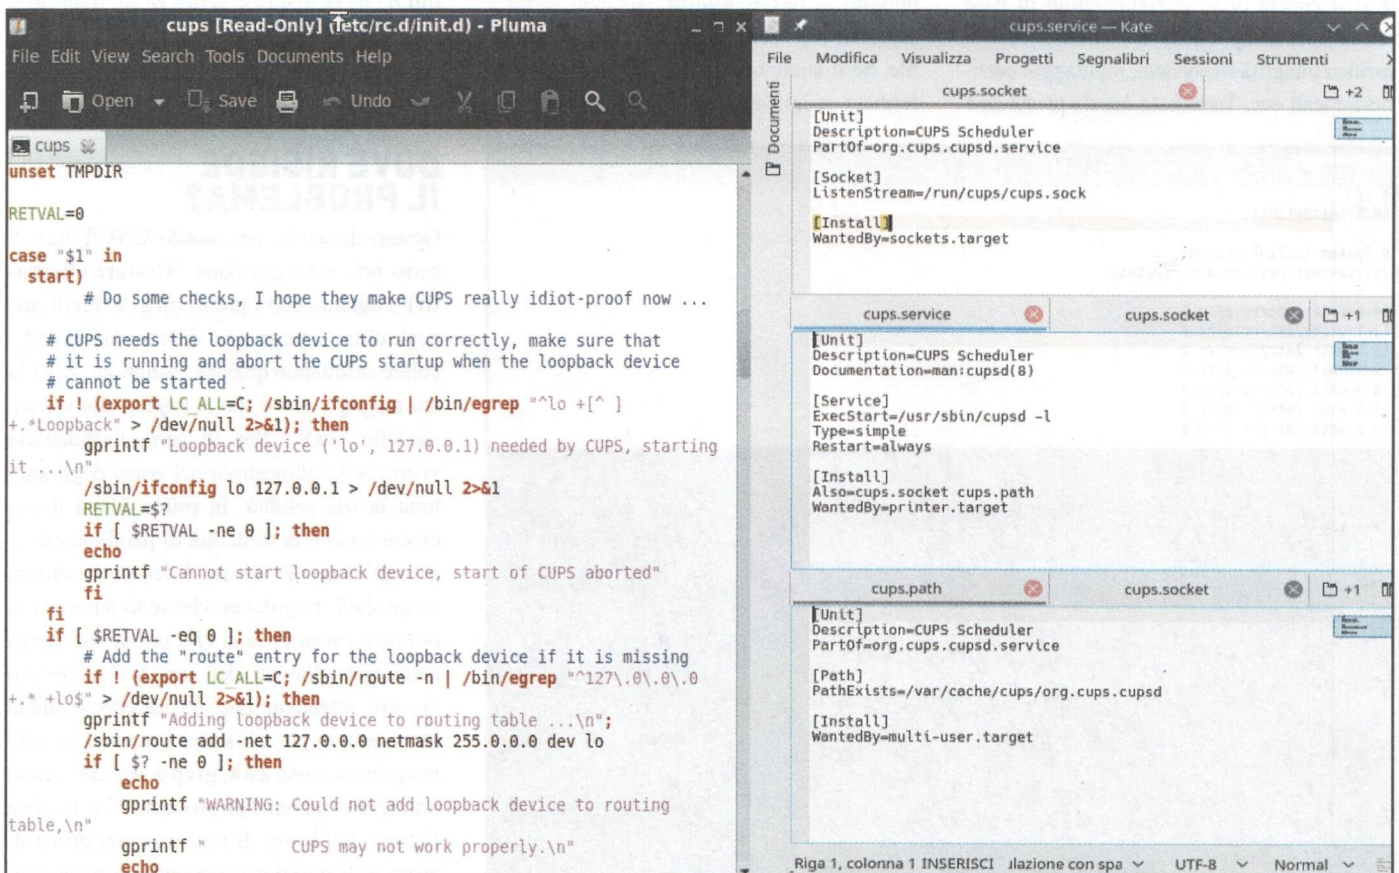 cups [Read-Only] (/etc/rc.d/init.d) - Pluma
File Edit View Search Tools Documents Help
Open Save Undo
cups
unset TMPDIR
RETVAL=0
case "$1" in
start)
# Do some checks, I hope they make CUPS really idiot-proof now ...
# CUPS needs the loopback device to run correctly, make sure that
# it is running and abort the CUPS startup when the loopback device
# cannot be started.
if ! (export LC_ALL=C; /sbin/ifconfig | /bin/egrep "^lo +[^ ]
+.*Loopback" > /dev/null 2>&1); then
gprintf "Loopback device ('lo', 127.0.0.1) needed by CUPS, starting
it ...\n"
/sbin/ifconfig lo 127.0.0.1 > /dev/null 2>&1
RETVAL=$?
if [ $RETVAL -ne 0 ]; then
echo
gprintf "Cannot start loopback device, start of CUPS aborted"
fi
fi
if [ $RETVAL -eq 0 ]; then
# Add the "route" entry for the loopback device if it is missing
if ! (export LC_ALL=C; /sbin/route -n | /bin/egrep "^127\.0\.0\.0
+.* +lo$" > /dev/null 2>&1); then
gprintf "Adding loopback device to routing table ...\n";
/sbin/route add -net 127.0.0.0 netmask 255.0.0.0 dev lo
if [ $? -ne 0 ]; then
echo
gprintf "WARNING: Could not add loopback device to routing
table,\n"
gprintf "         CUPS may not work properly.\n"
echo
cups.service — Kate
File Modifica Visualizza Progetti Segnalibri Sessioni Strumenti
Documenti
cups.socket +2
[Unit]
Description=CUPS Scheduler
PartOf=org.cups.cupsd.service
[Socket]
ListenStream=/run/cups/cups.sock
[Install]
WantedBy=sockets.target
cups.service cups.socket +1
[Unit]
Description=CUPS Scheduler
Documentation=man:cupsd(8)
[Service]
ExecStart=/usr/sbin/cupsd -l
Type=simple
Restart=always
[Install]
Also=cups.socket cups.path
WantedBy=printer.target
cups.path cups.socket +1
[Unit]
Description=CUPS Scheduler
PartOf=org.cups.cupsd.service
[Path]
PathExists=/var/cache/cups/org.cups.cupsd
[Install]
WantedBy=multi-user.target
Riga 1, colonna 1 INSERISCI ılazione con spa UTF-8 Normal